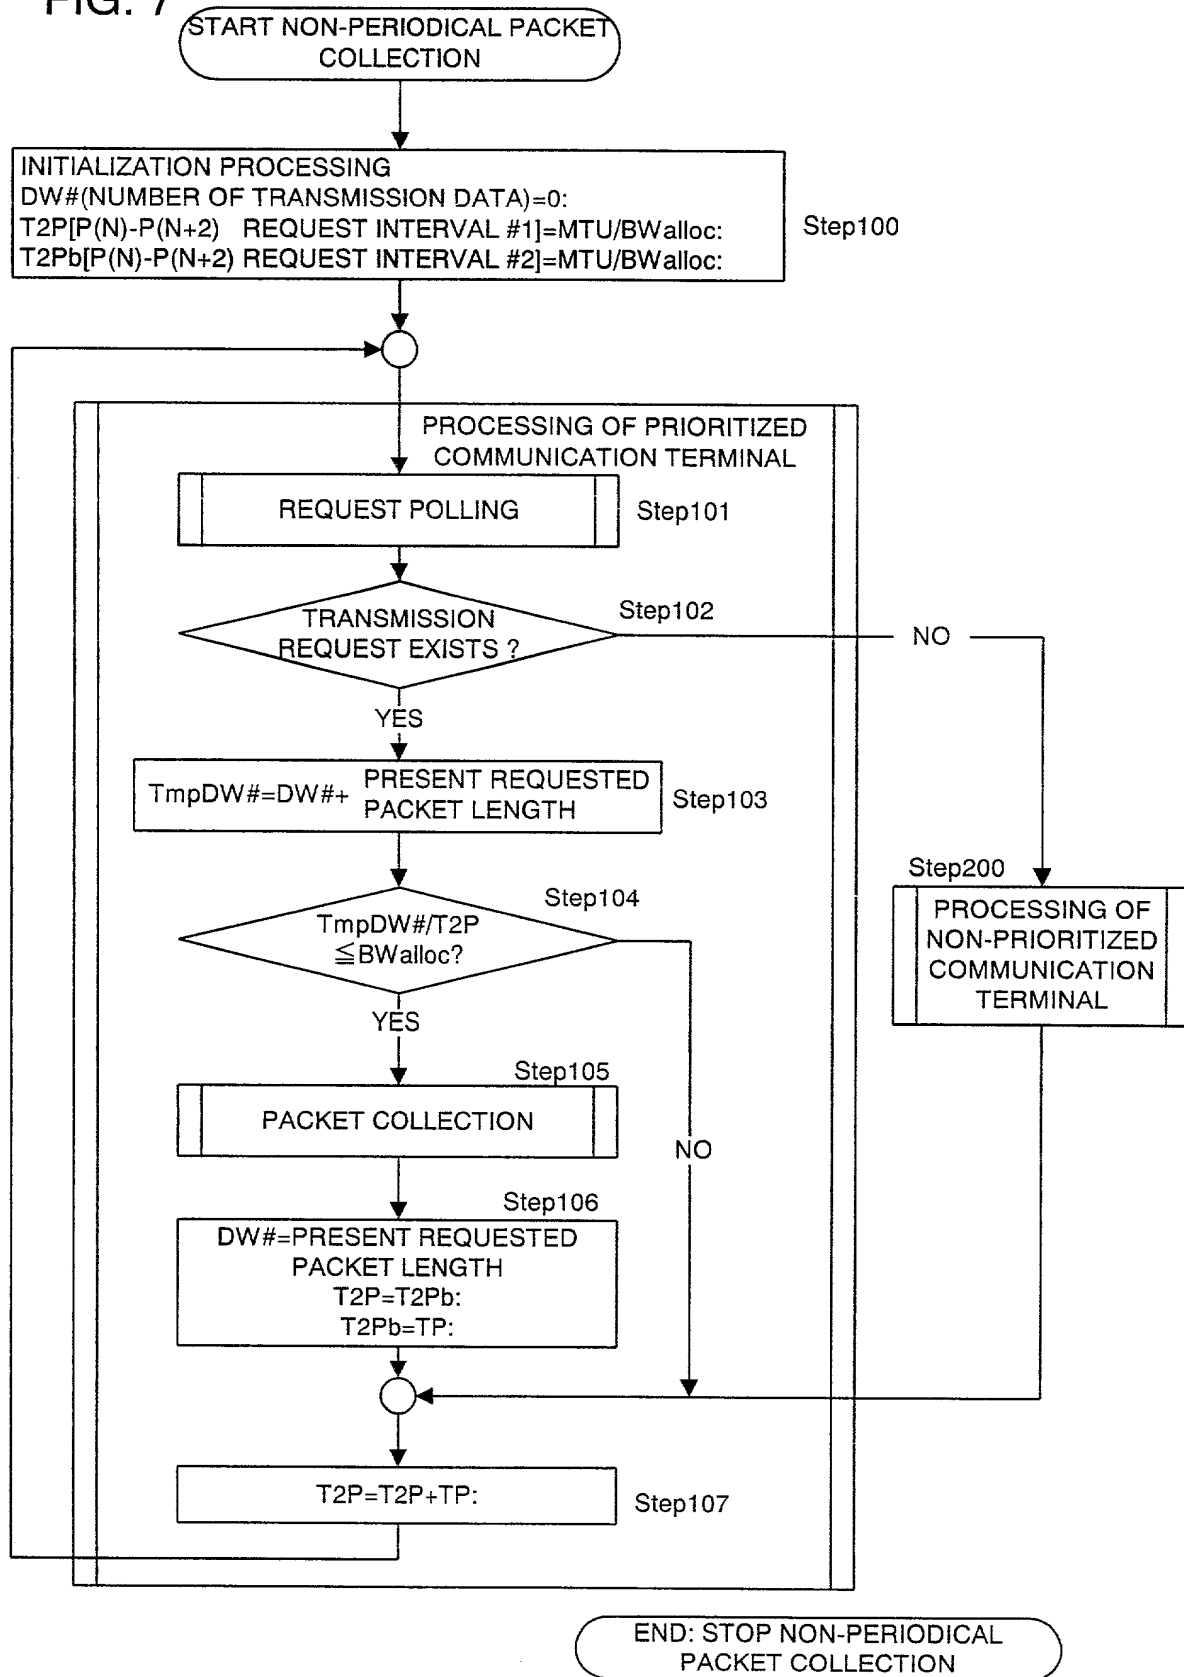 FIG. 7
START NON-PERIODICAL PACKET
COLLECTION
INITIALIZATION PROCESSING
DW#(NUMBER OF TRANSMISSION DATA)=0:
T2P[P(N)-P(N+2) REQUEST INTERVAL #1]=MTU/BWalloc:
T2Pb[P(N)-P(N+2) REQUEST INTERVAL #2]=MTU/BWalloc:
Step100
PROCESSING OF PRIORITIZED
COMMUNICATION TERMINAL
REQUEST POLLING
Step101
TRANSMISSION
REQUEST EXISTS ?
Step102
NO
YES
TmpDW#=DW#+ PRESENT REQUESTED
PACKET LENGTH
Step103
Step104
TmpDW#/T2P
≦BWalloc?
Step200
PROCESSING OF
NON-PRIORITIZED
COMMUNICATION
TERMINAL
YES
Step105
PACKET COLLECTION
NO
Step106
DW#=PRESENT REQUESTED
PACKET LENGTH
T2P=T2Pb:
T2Pb=TP:
T2P=T2P+TP:
Step107
END: STOP NON-PERIODICAL
PACKET COLLECTION